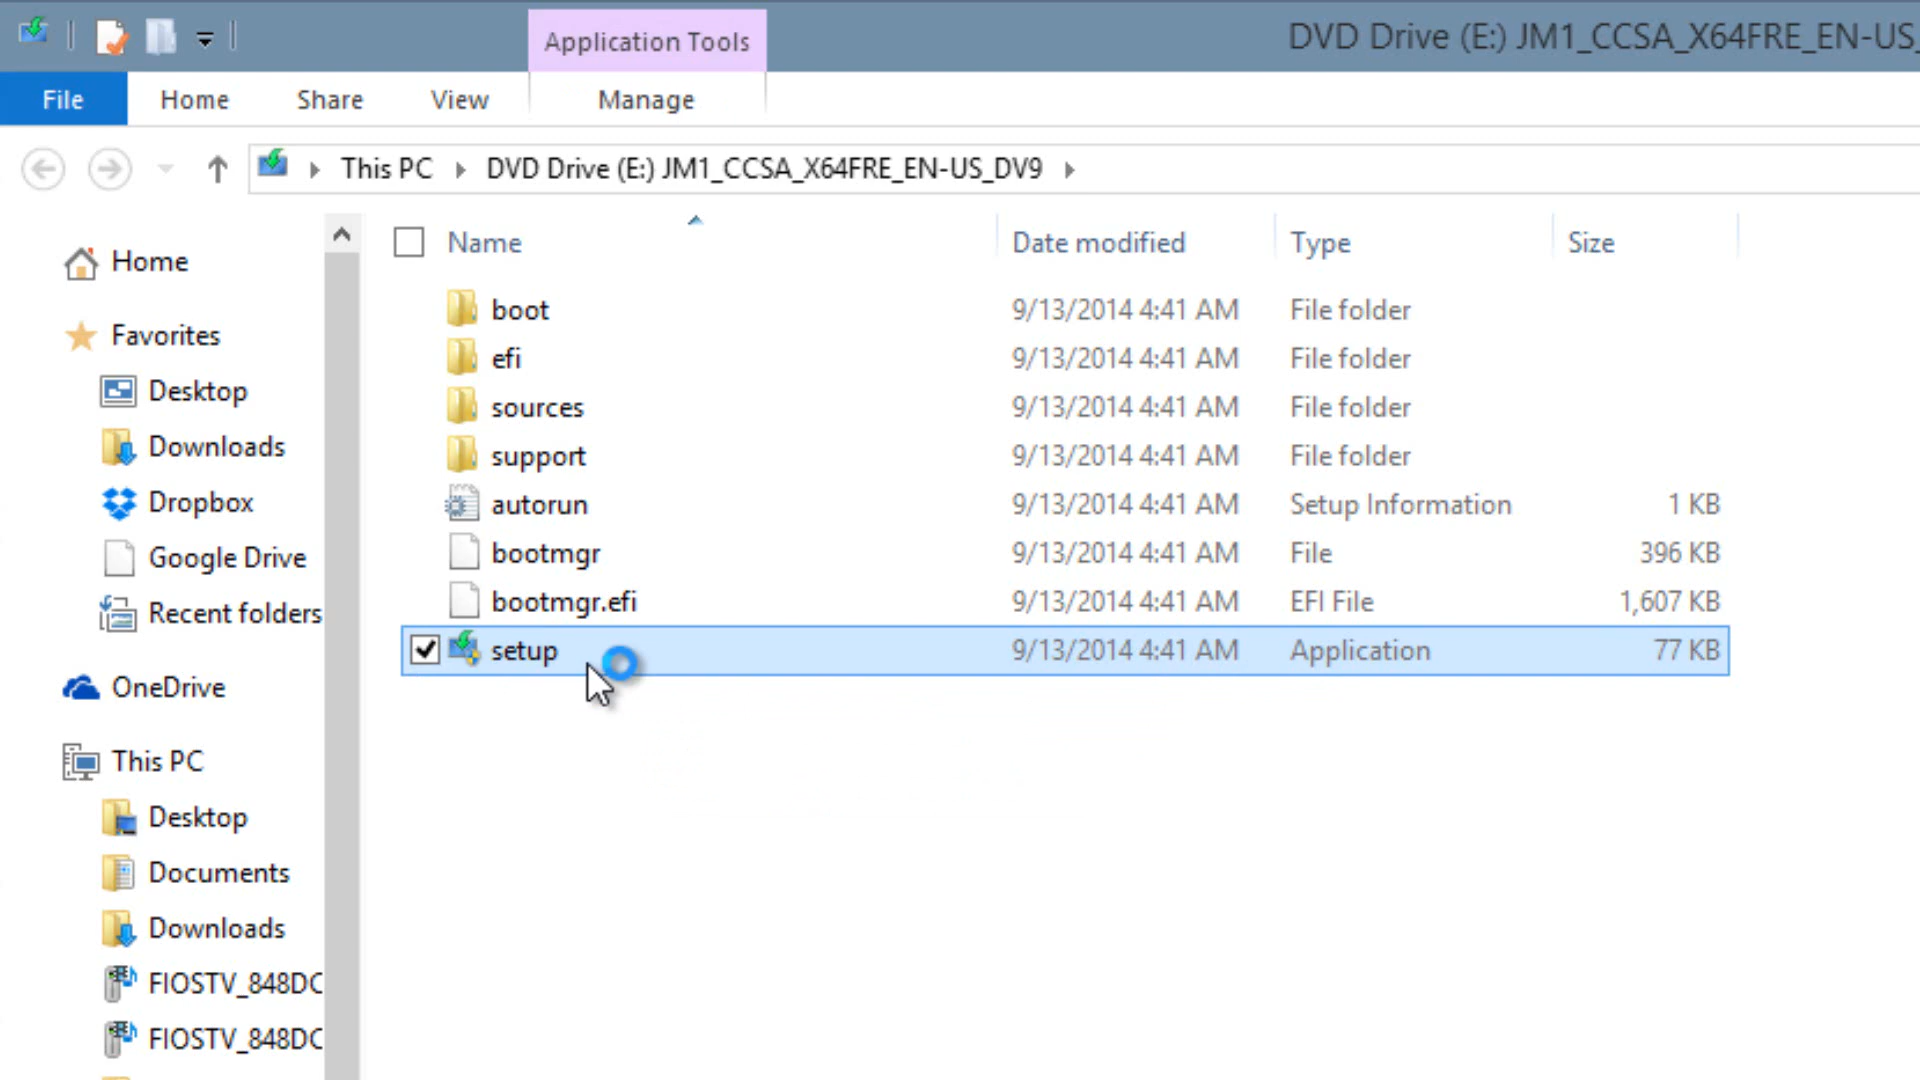 Application Tools
DVD Drive (E:) JM1_CCSA_X64FRE_EN-US_
File Home Share View Manage
This PC DVD Drive (E:) JM1_CCSA_X64FRE_EN-US_DV9
Name Date modified Type Size
boot 9/13/2014 4:41 AM File folder
efi 9/13/2014 4:41 AM File folder
sources 9/13/2014 4:41 AM File folder
support 9/13/2014 4:41 AM File folder
autorun 9/13/2014 4:41 AM Setup Information 1 KB
bootmgr 9/13/2014 4:41 AM File 396 KB
bootmgr.efi 9/13/2014 4:41 AM EFI File 1,607 KB
setup 9/13/2014 4:41 AM Application 77 KB
Home
Favorites
Desktop
Downloads
Dropbox
Google Drive
Recent folders
OneDrive
This PC
Desktop
Documents
Downloads
FIOSTV_848DC
FIOSTV_848DC